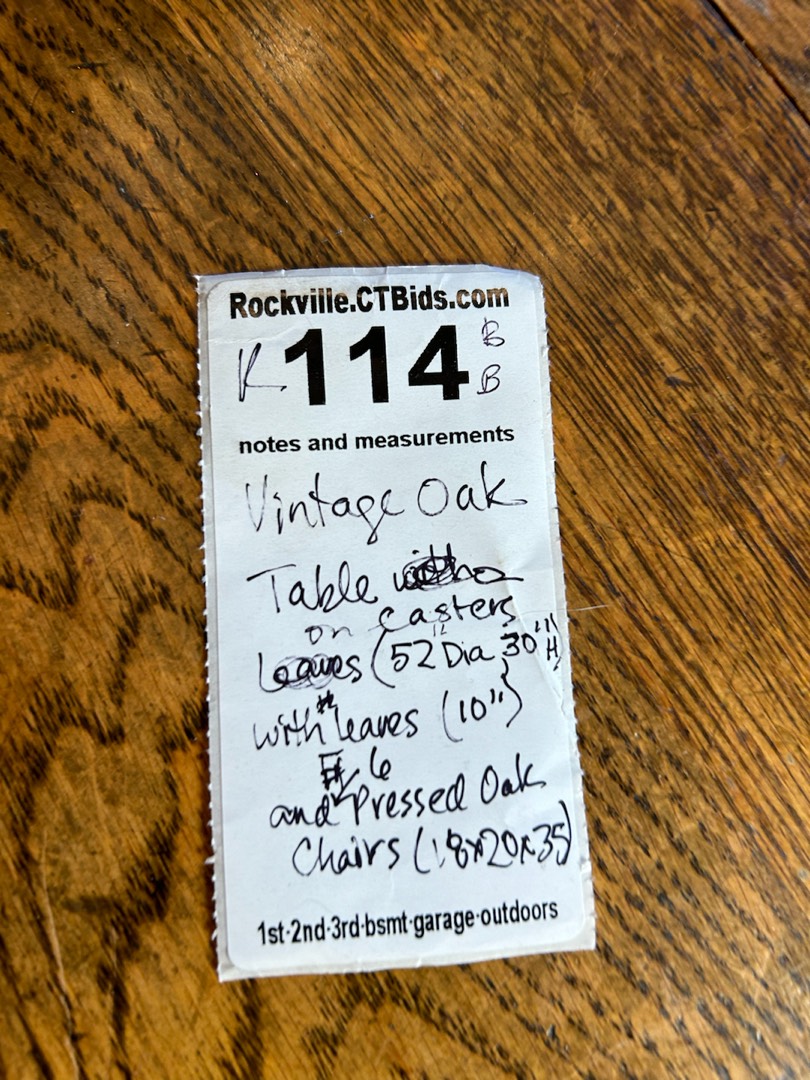 Rockville.CTBids.com
K 114 B B
notes and measurements
Vintage Oak
Table
on casters
(52" Dia, 30" H)
with leaves (10")
6
and Pressed Oak
Chairs (18x20x35)
1st·2nd·3rd·bsmt·garage·outdoors